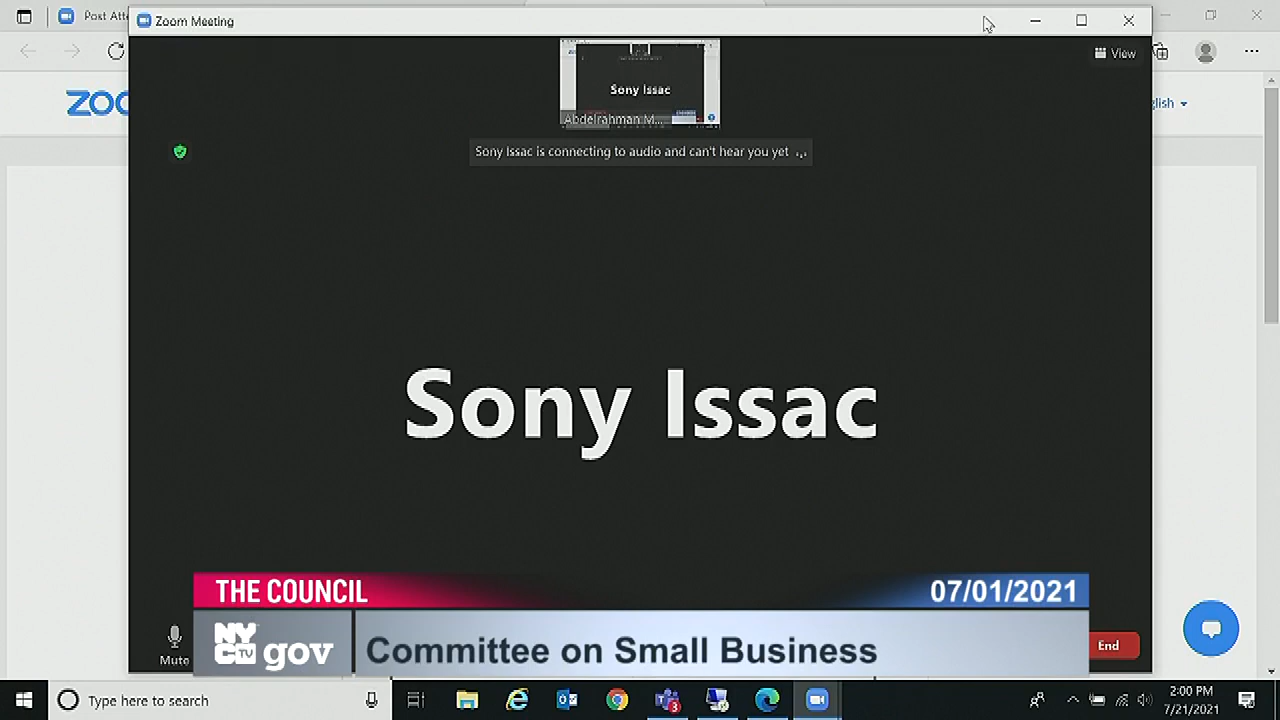 Post Atte
Zoom Meeting
View
zoo
Sony Issac
Abdelrahman M...
glish
Sony Issac is connecting to audio and can't hear you yet
Sony Issac
THE COUNCIL
07/01/2021
Mute
NYC TV gov
Committee on Small Business
End
Type here to search
3
2:00 PM
7/21/2021